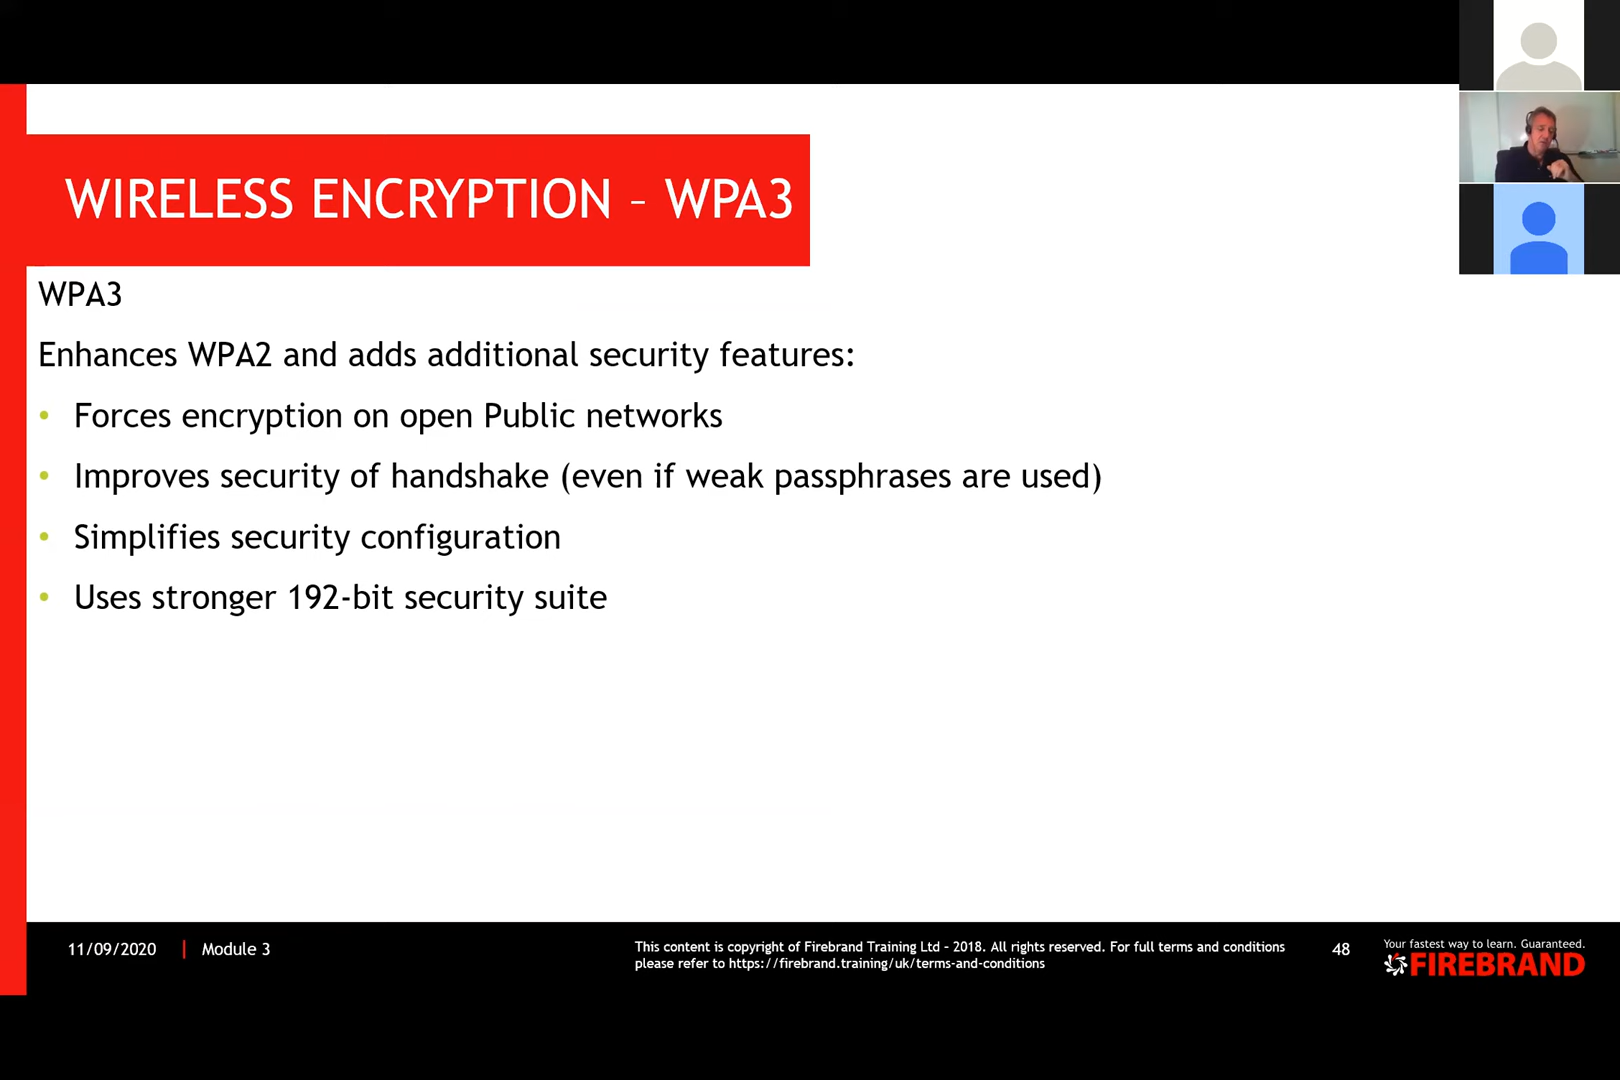 WIRELESS ENCRYPTION – WPA3
WPA3
Enhances WPA2 and adds additional security features:
• Forces encryption on open Public networks
• Improves security of handshake (even if weak passphrases are used)
• Simplifies security configuration
• Uses stronger 192-bit security suite
11/09/2020 | Module 3
This content is copyright of Firebrand Training Ltd – 2018. All rights reserved. For full terms and conditions
please refer to https://firebrand.training/uk/terms-and-conditions
48
Your fastest way to learn. Guaranteed.
FIREBRAND